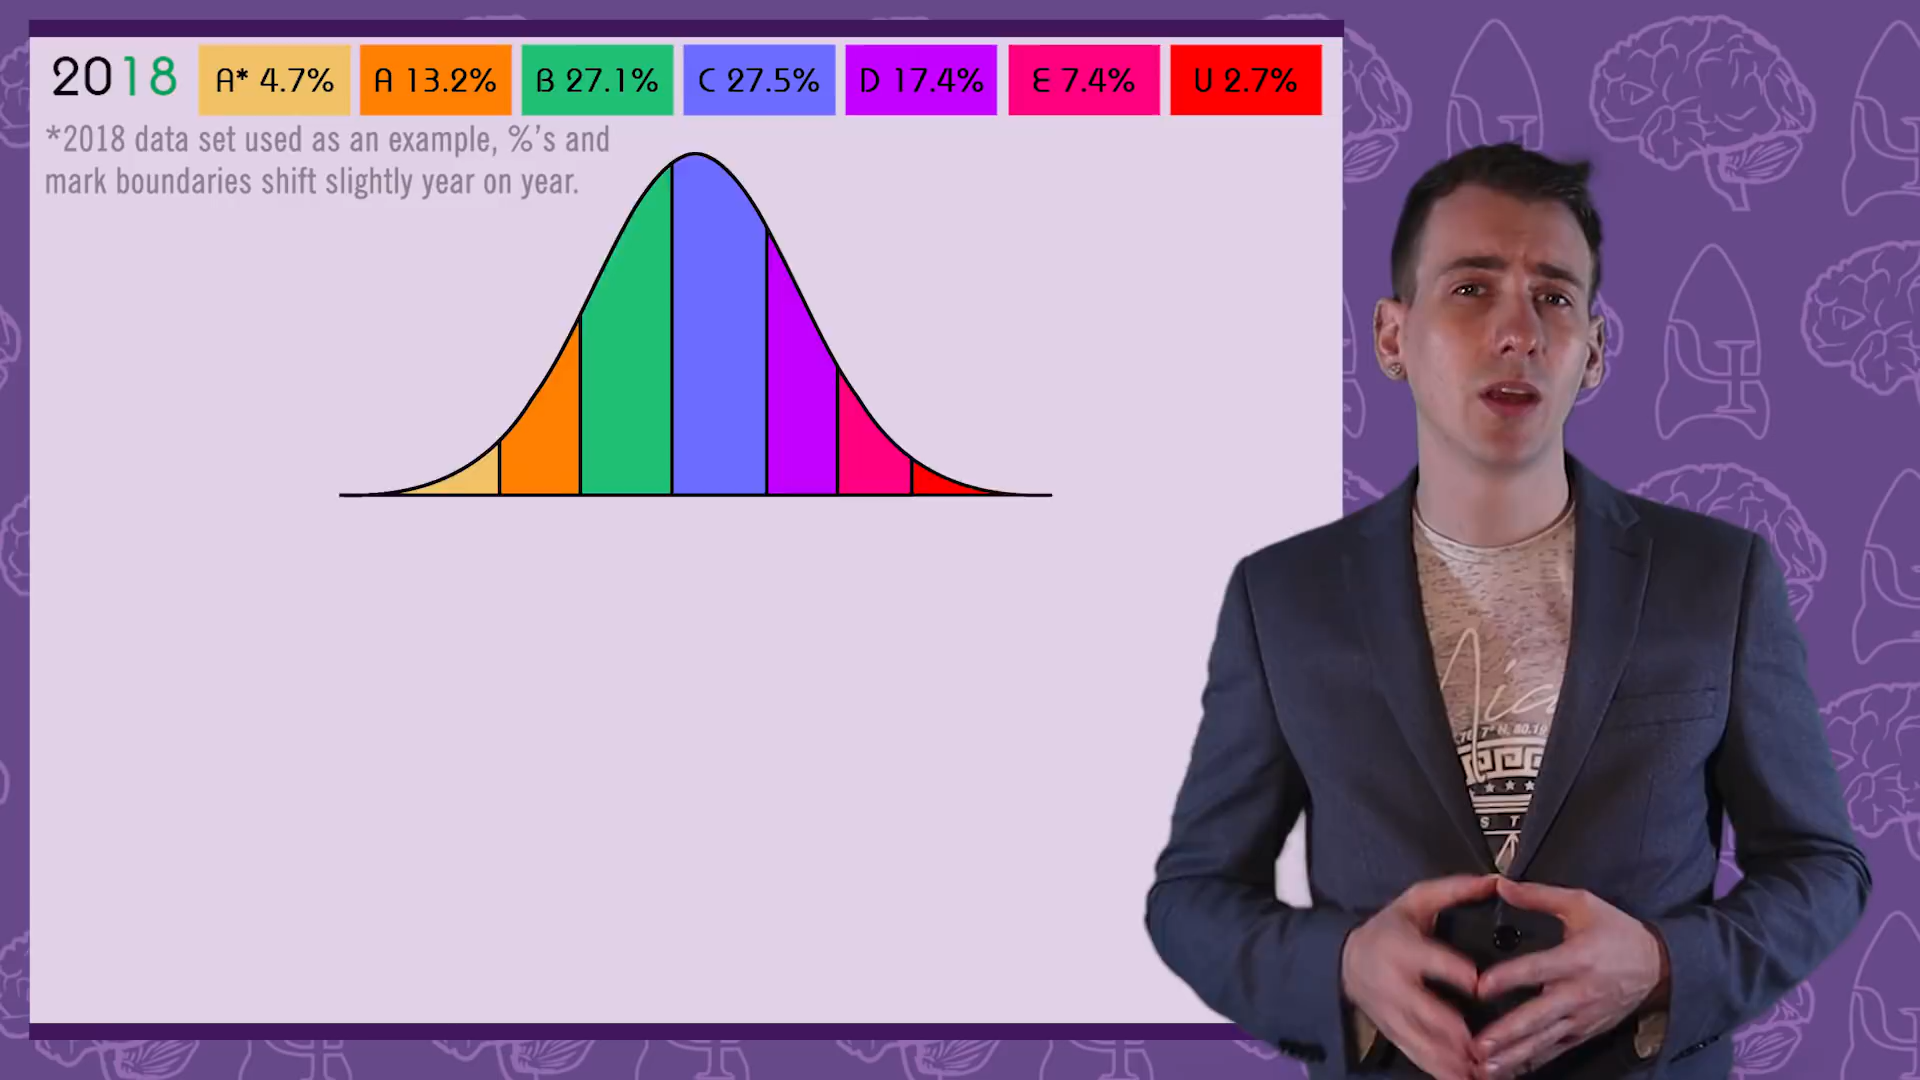 2018 A* 4.7% A 13.2% B 27.1% C 27.5% D 17.4% E 7.4% U 2.7%
*2018 data set used as an example, %'s and
mark boundaries shift slightly year on year.